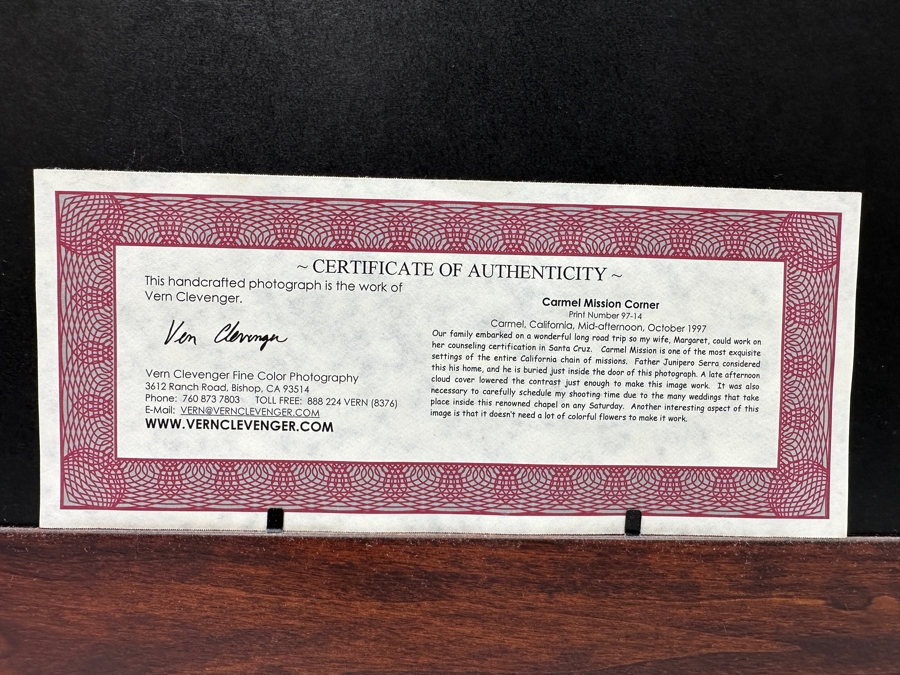 ~ CERTIFICATE OF AUTHENTICITY ~
This handcrafted photograph is the work of
Vern Clevenger.
Vern Clevenger
Vern Clevenger Fine Color Photography
3612 Ranch Road, Bishop, CA 93514
Phone: 760 873 7803 TOLL FREE: 888 224 VERN (8376)
E-Mail: VERN@VERNCLEVENGER.COM
WWW.VERNCLEVENGER.COM
Carmel Mission Corner
Print Number 97-14
Carmel, California, Mid-afternoon, October 1997
Our family embarked on a wonderful long road trip so my wife, Margaret, could work on
her counseling certification in Santa Cruz. Carmel Mission is one of the most exquisite
settings of the entire California chain of missions. Father Junipero Serra considered
this his home, and he is buried just inside the door of this photograph. A late afternoon
cloud cover lowered the contrast just enough to make this image work. It was also
necessary to carefully schedule my shooting time due to the many weddings that take
place inside this renowned chapel on any Saturday. Another interesting aspect of this
image is that it doesn't need a lot of colorful flowers to make it work.